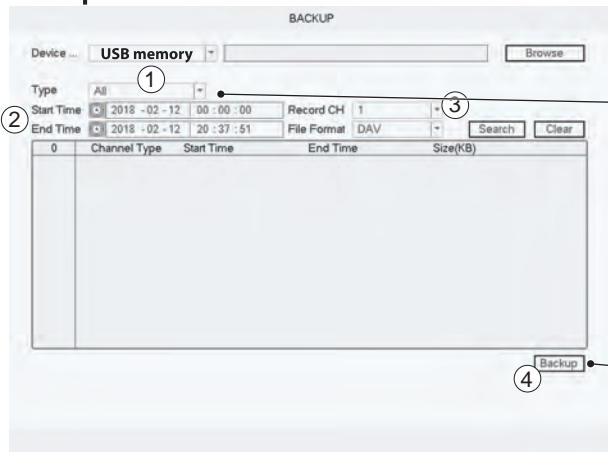 BACKUP
Device ... USB memory Browse
Type All
1
Start Time 2018 - 02 - 12 00 : 00 : 00 Record CH 1
3
2
End Time 2018 - 02 - 12 20 : 37 : 51 File Format DAV Search Clear
0 Channel Type Start Time End Time Size(KB)
Backup
4